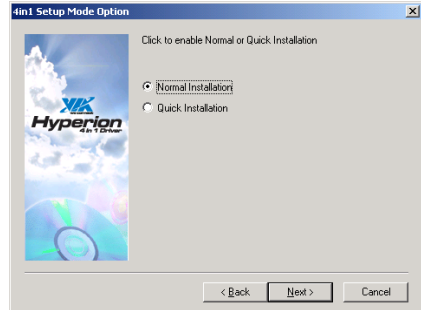 4in1 Setup Mode Option
Click to enable Normal or Quick Installation
Normal Installation
Quick Installation
VIA
Hyperion
4 in 1 Driver
< Back
Next >
Cancel